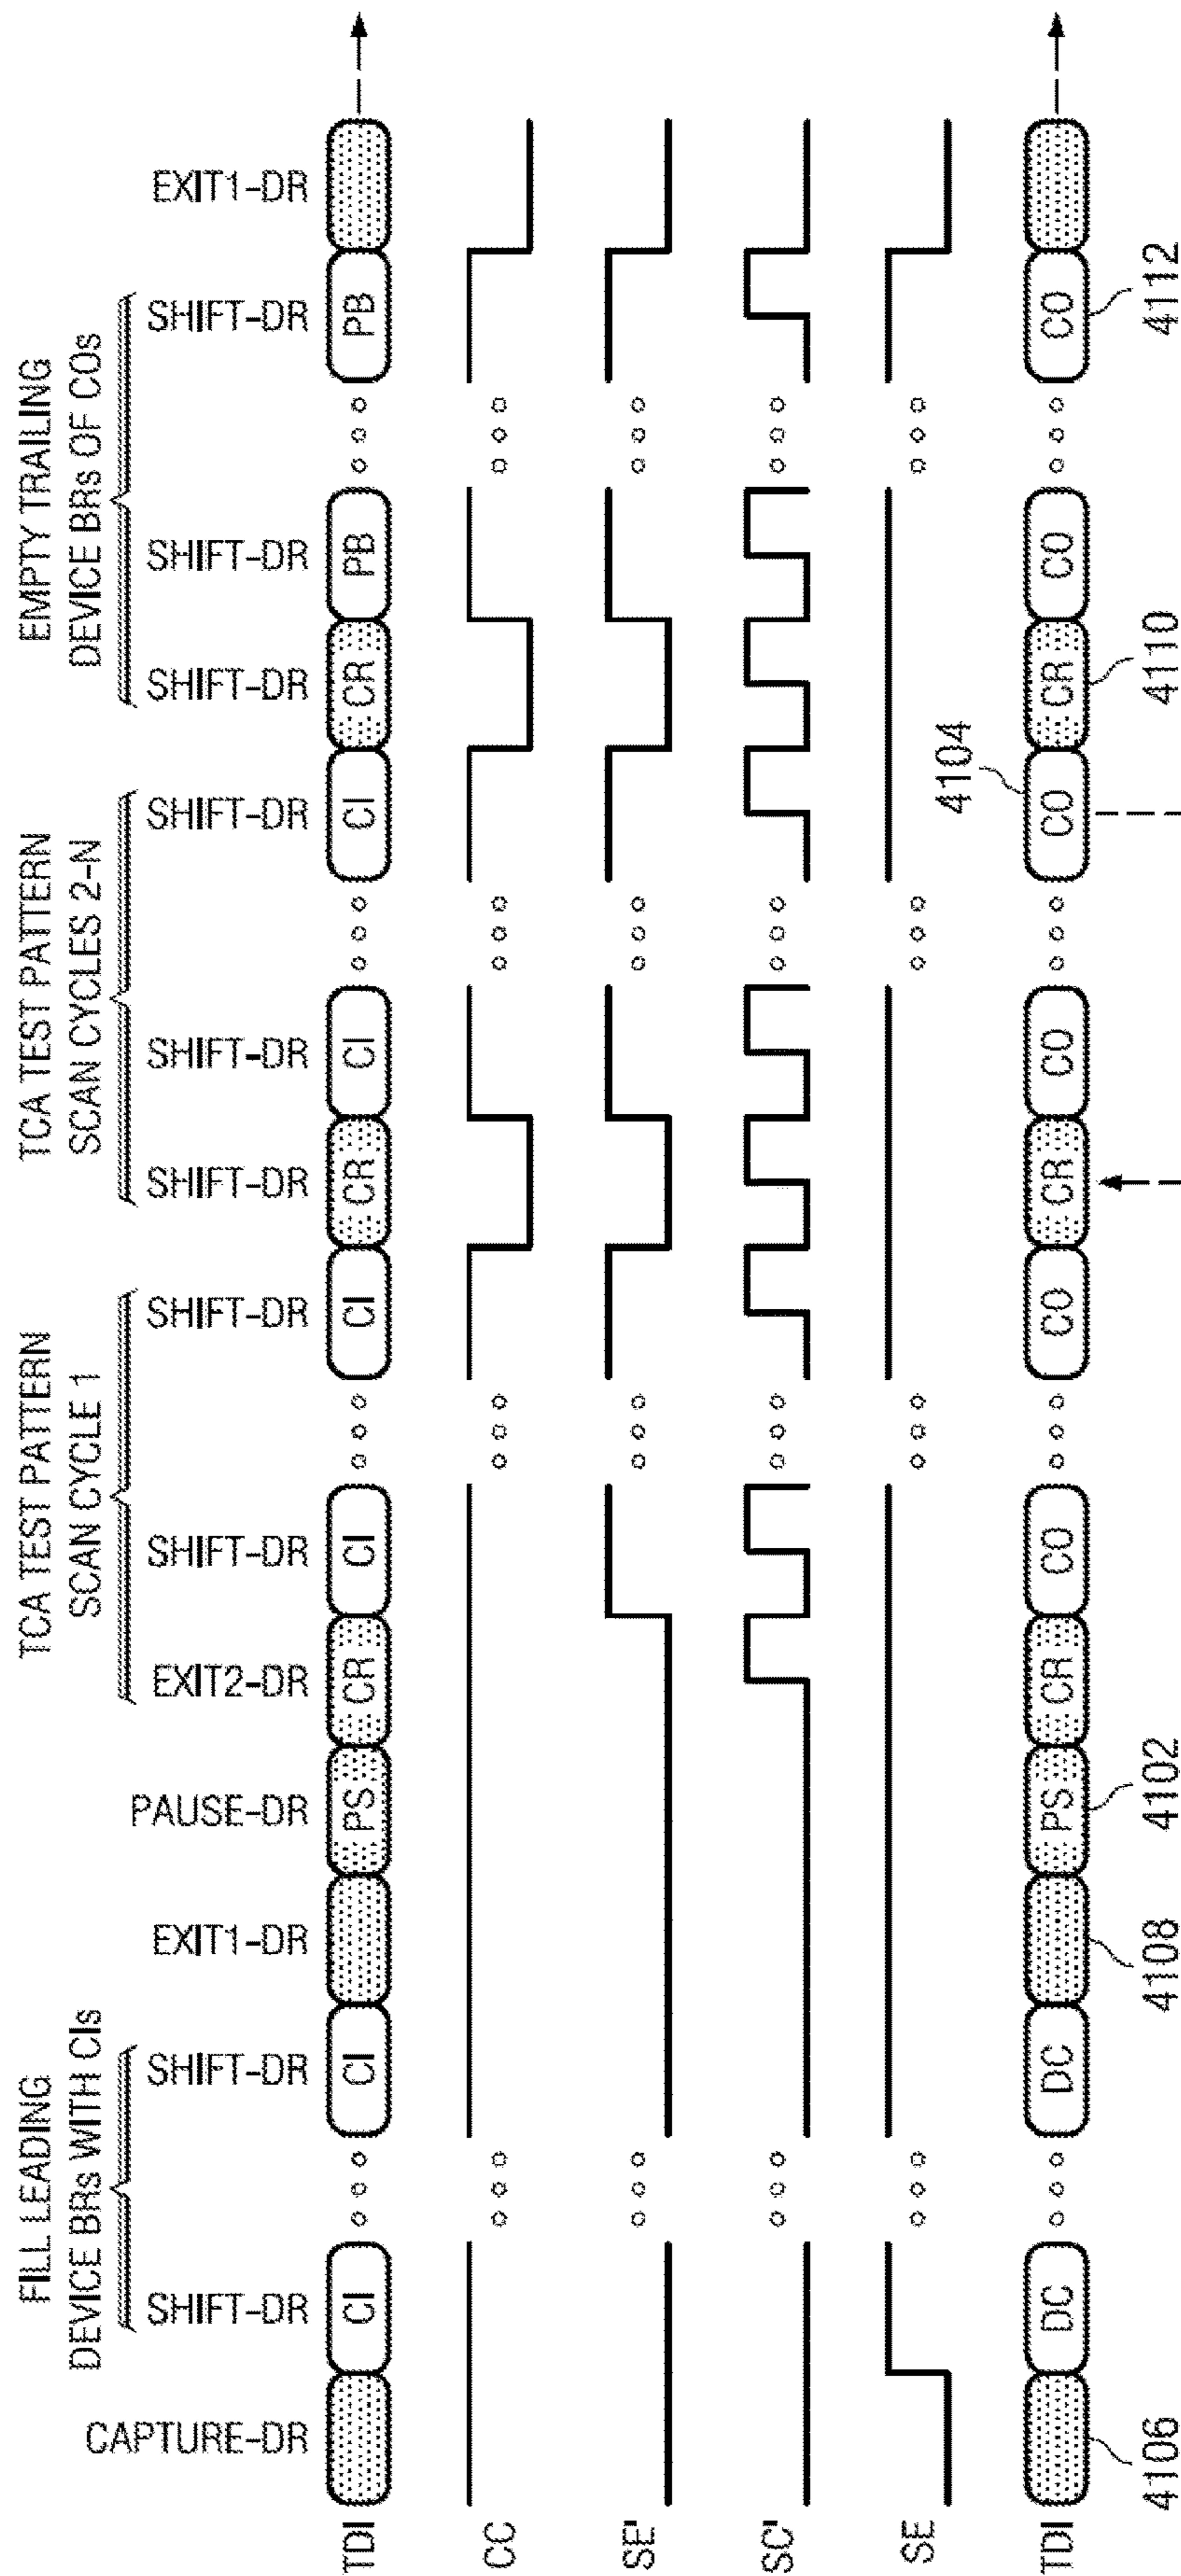 FILL LEADING
DEVICE BRs WITH CIs
TCA TEST PATTERN
SCAN CYCLE 1
TCA TEST PATTERN
SCAN CYCLES 2-N
EMPTY TRAILING
DEVICE BRs OF COs
CAPTURE-DR
SHIFT-DR
SHIFT-DR
EXIT1-DR
PAUSE-DR
EXIT2-DR
SHIFT-DR
SHIFT-DR
SHIFT-DR
SHIFT-DR
SHIFT-DR
SHIFT-DR
SHIFT-DR
SHIFT-DR
EXIT1-DR
TDI CI CI PS CR CI CI CR CI CI CR PB PB
CC
SE'
SC'
SE
4104
TDI DC DC PS CR CO CO CR CO CO CR CO CO
4106 4108 4102 4110 4112